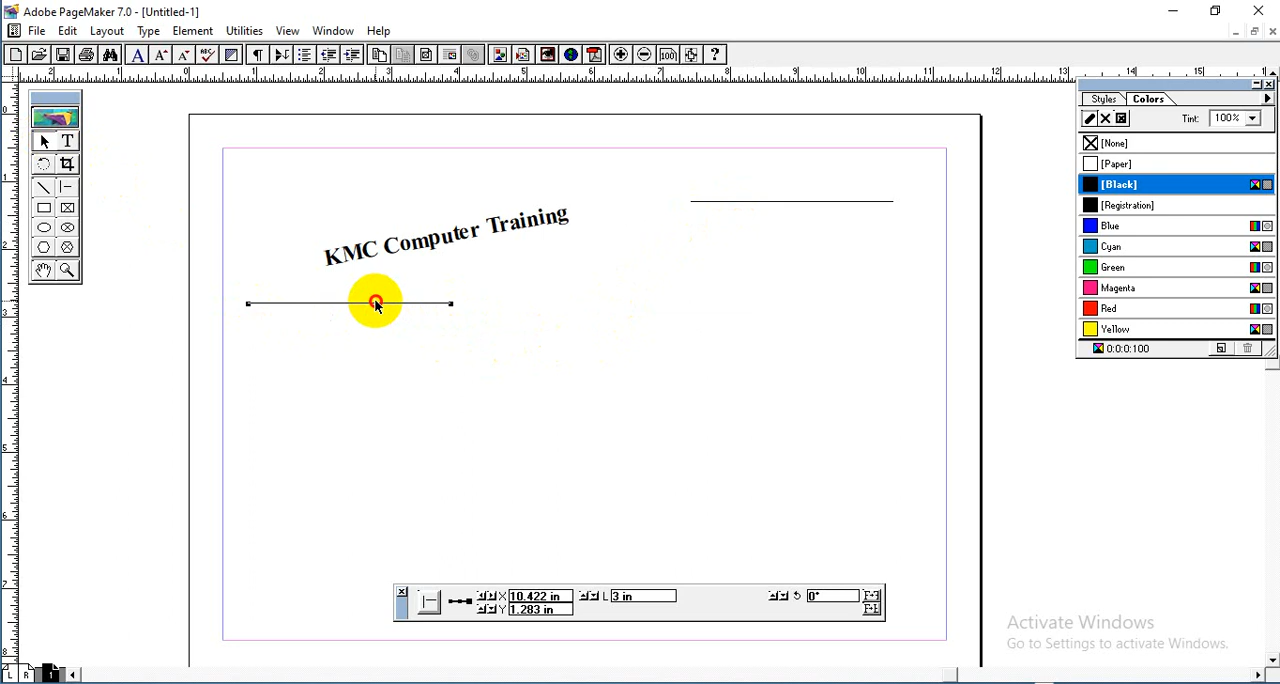 Adobe PageMaker 7.0 - [Untitled-1]
File Edit Layout Type Element Utilities View Window Help
KMC Computer Training
Styles Colors
Tint: 100%
[None]
[Paper]
[Black]
[Registration]
Blue
Cyan
Green
Magenta
Red
Yellow
0:0:0:100
X 10.422 in L 3 in 0°
Y 1.283 in
Activate Windows
Go to Settings to activate Windows.
L R 1